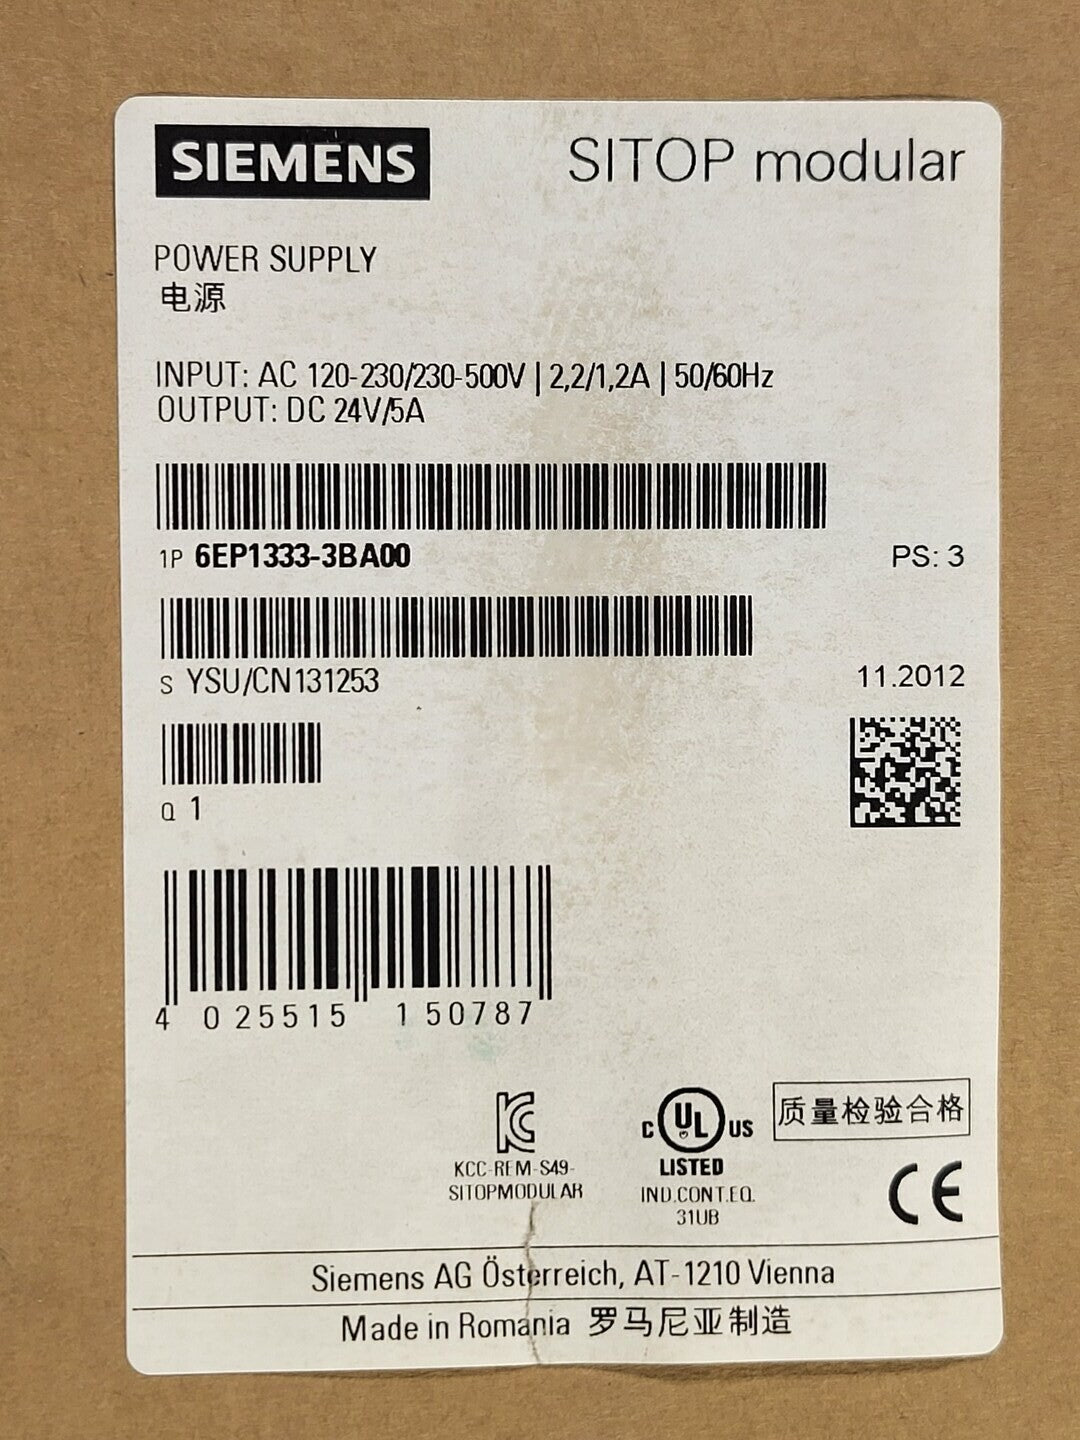 SIEMENS
SITOP modular
POWER SUPPLY
电源
INPUT: AC 120-230/230-500V | 2,2/1,2A | 50/60Hz
OUTPUT: DC 24V/5A
1P 6EP1333-3BA00
PS: 3
S YSU/CN131253
11.2012
Q 1
4 025515 150787
KCC-REM-S49-
SITOPMODULAR
C UL US
LISTED
IND.CONT.EQ.
31UB
质量检验合格
CE
Siemens AG Österreich, AT-1210 Vienna
Made in Romania 罗马尼亚制造